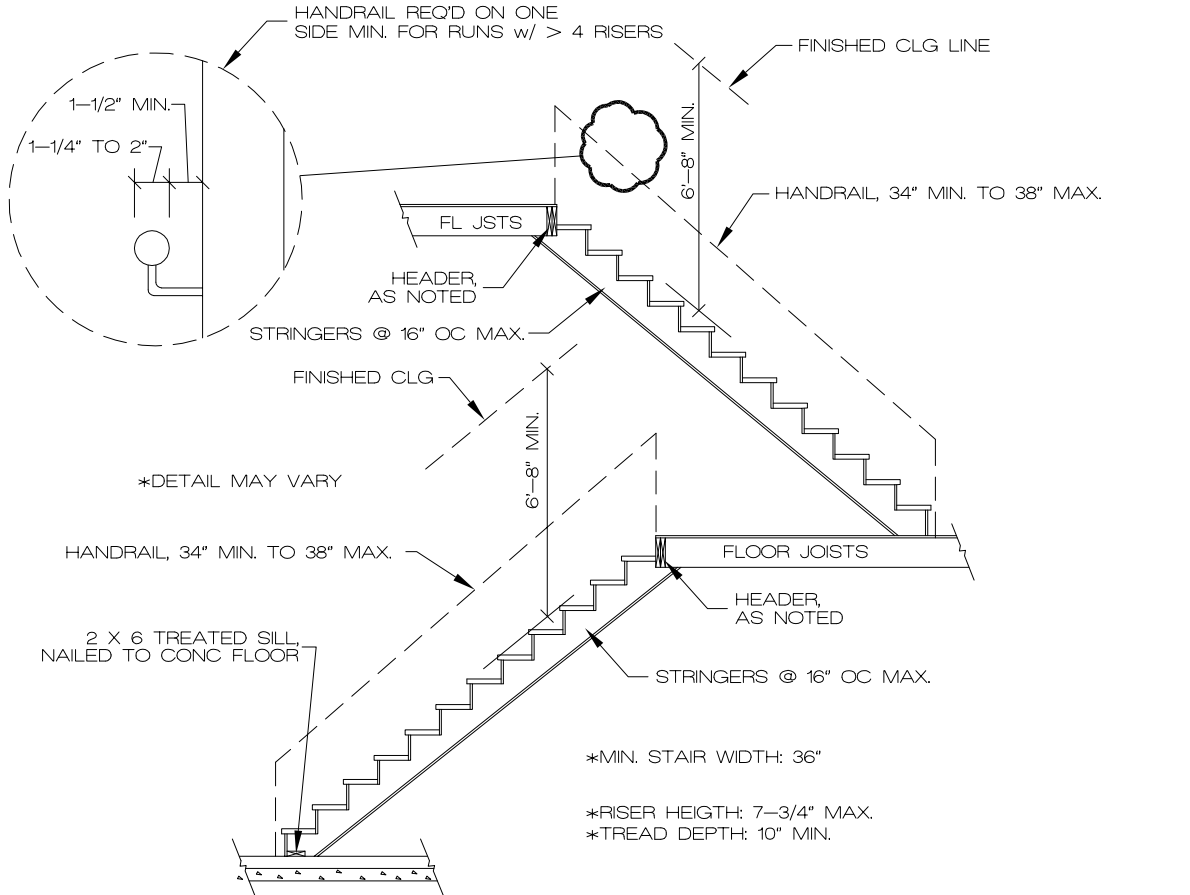 HANDRAIL REQ'D ON ONE
SIDE MIN. FOR RUNS w/ > 4 RISERS
FINISHED CLG LINE
1-1/2" MIN.
1-1/4" TO 2"
6'-8" MIN.
HANDRAIL, 34" MIN. TO 38" MAX.
FL JSTS
HEADER,
AS NOTED
STRINGERS @ 16" OC MAX.
FINISHED CLG
6'-8" MIN.
*DETAIL MAY VARY
HANDRAIL, 34" MIN. TO 38" MAX.
FLOOR JOISTS
HEADER,
AS NOTED
2 X 6 TREATED SILL,
NAILED TO CONC FLOOR
STRINGERS @ 16" OC MAX.
*MIN. STAIR WIDTH: 36"
*RISER HEIGTH: 7-3/4" MAX.
*TREAD DEPTH: 10" MIN.